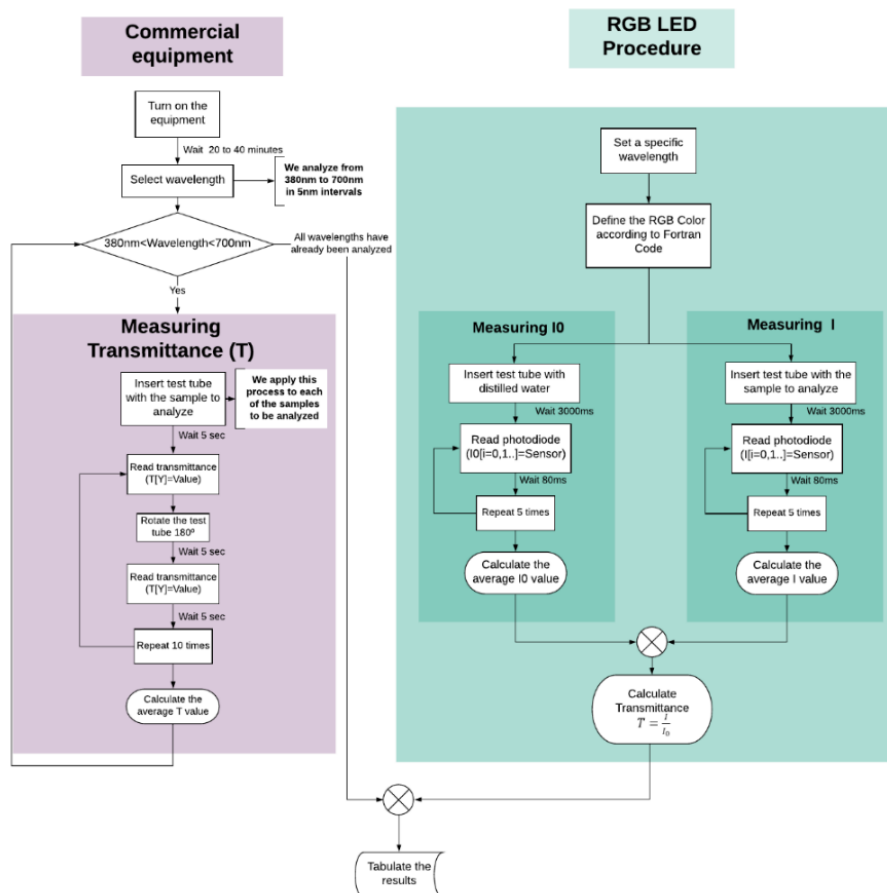 Commercial
equipment
Turn on the
equipment
Wait 20 to 40 minutes
Select wavelength
We analyze from
380nm to 700nm
in 5nm intervals
380nm<Wavelength<700nm
All wavelengths have
already been analyzed
Yes
Measuring
Transmittance (T)
Insert test tube
with the sample to
analyze
We apply this
process to each
of the samples
to be analyzed
Wait 5 sec
Read transmittance
(T[Y]=Value)
Rotate the test
tube 180º
Wait 5 sec
Read transmittance
(T[Y]=Value)
Wait 5 sec
Repeat 10 times
Calculate the
average T value
RGB LED
Procedure
Set a specific
wavelength
Define the RGB Color
according to Fortran
Code
Measuring I0
Insert test tube with
distilled water
Wait 3000ms
Read photodiode
(I0[i=0,1..]=Sensor)
Wait 80ms
Repeat 5 times
Calculate the
average I0 value
Measuring I
Insert test tube with the
sample to analyze
Wait 3000ms
Read photodiode
(I[i=0,1..]=Sensor)
Wait 80ms
Repeat 5 times
Calculate the
average I value
Calculate
Transmittance
T = I/I₀
Tabulate the
results